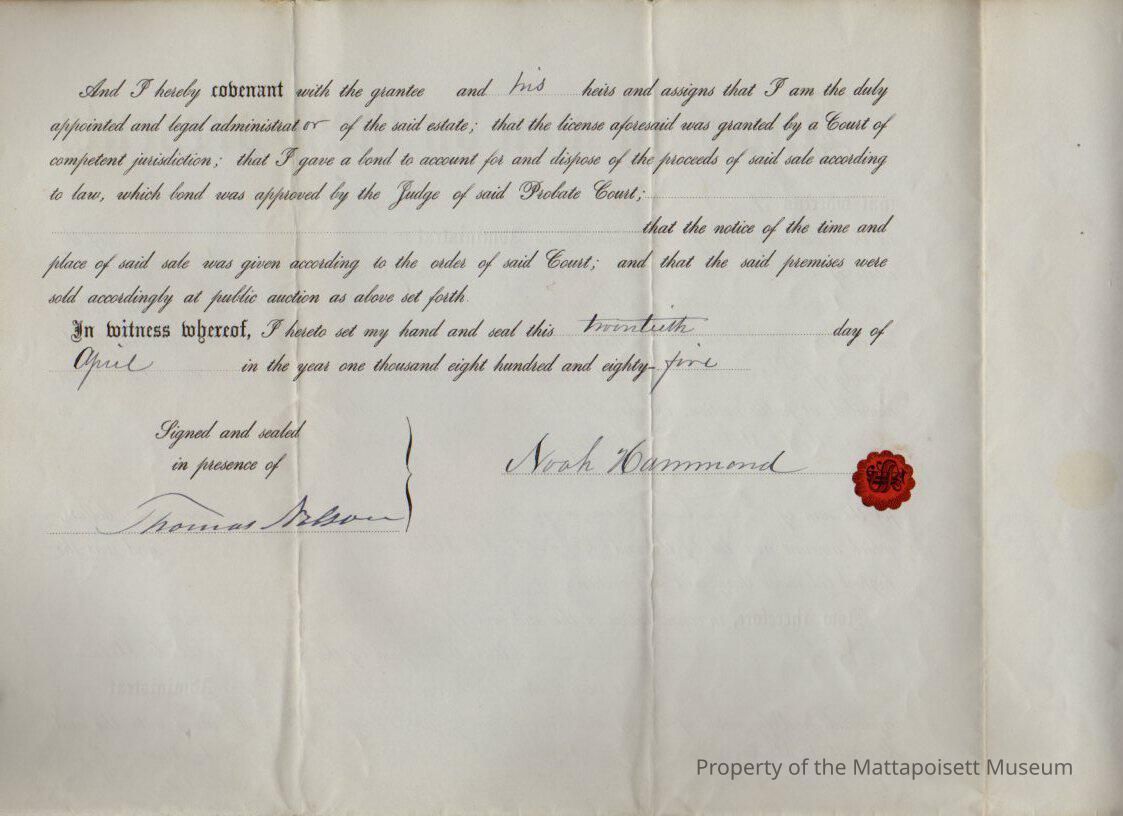 And I hereby covenant with the grantee and his heirs and assigns that I am the duly
appointed and legal administrator of the said estate; that the license aforesaid was granted by a Court of
competent jurisdiction; that I gave a bond to account for and dispose of the proceeds of said sale according
to law, which bond was approved by the Judge of said Probate Court;
that the notice of the time and
place of said sale was given according to the order of said Court; and that the said premises were
sold accordingly at public auction as above set forth.
In witness whereof, I hereto set my hand and seal this twentieth day of
April in the year one thousand eight hundred and eighty-five
Signed and sealed
in presence of
Noah Hammond
Thomas Nelson
Property of the Mattapoisett Museum